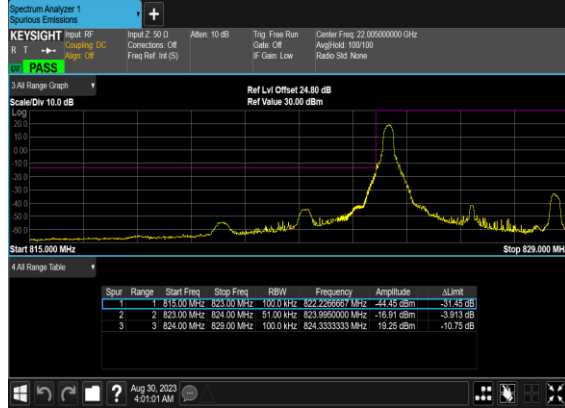 Spectrum Analyzer 1
Spurious Emissions
+
KEYSIGHT Input: RF Input Z: 50 Ω Atten: 10 dB Trig: Free Run Center Freq: 22.005000000 GHz
R T Coupling: DC Corrections: Off Gate: Off Avg|Hold: 100/100
Align: Off Freq Ref: Int (S) IF Gain: Low Radio Std: None
PASS
3 All Range Graph
Ref Lvl Offset 24.80 dB
Scale/Div 10.0 dB Ref Value 30.00 dBm
Log
20.0
10.0
0.00
-10.0
-20.0
-30.0
-40.0
-50.0
-60.0
Start 815.000 MHz Stop 829.000 MH
4 All Range Table
Spur Range Start Freq Stop Freq RBW Frequency Amplitude ΔLimit
1 1 815.00 MHz 823.00 MHz 100.0 kHz 822.2266667 MHz -44.45 dBm -31.45 dB
2 2 823.00 MHz 824.00 MHz 51.00 kHz 823.9950000 MHz -16.91 dBm -3.913 dB
3 3 824.00 MHz 829.00 MHz 100.0 kHz 824.3333333 MHz 19.25 dBm -10.75 dB
? Aug 30, 2023
4:01:01 AM